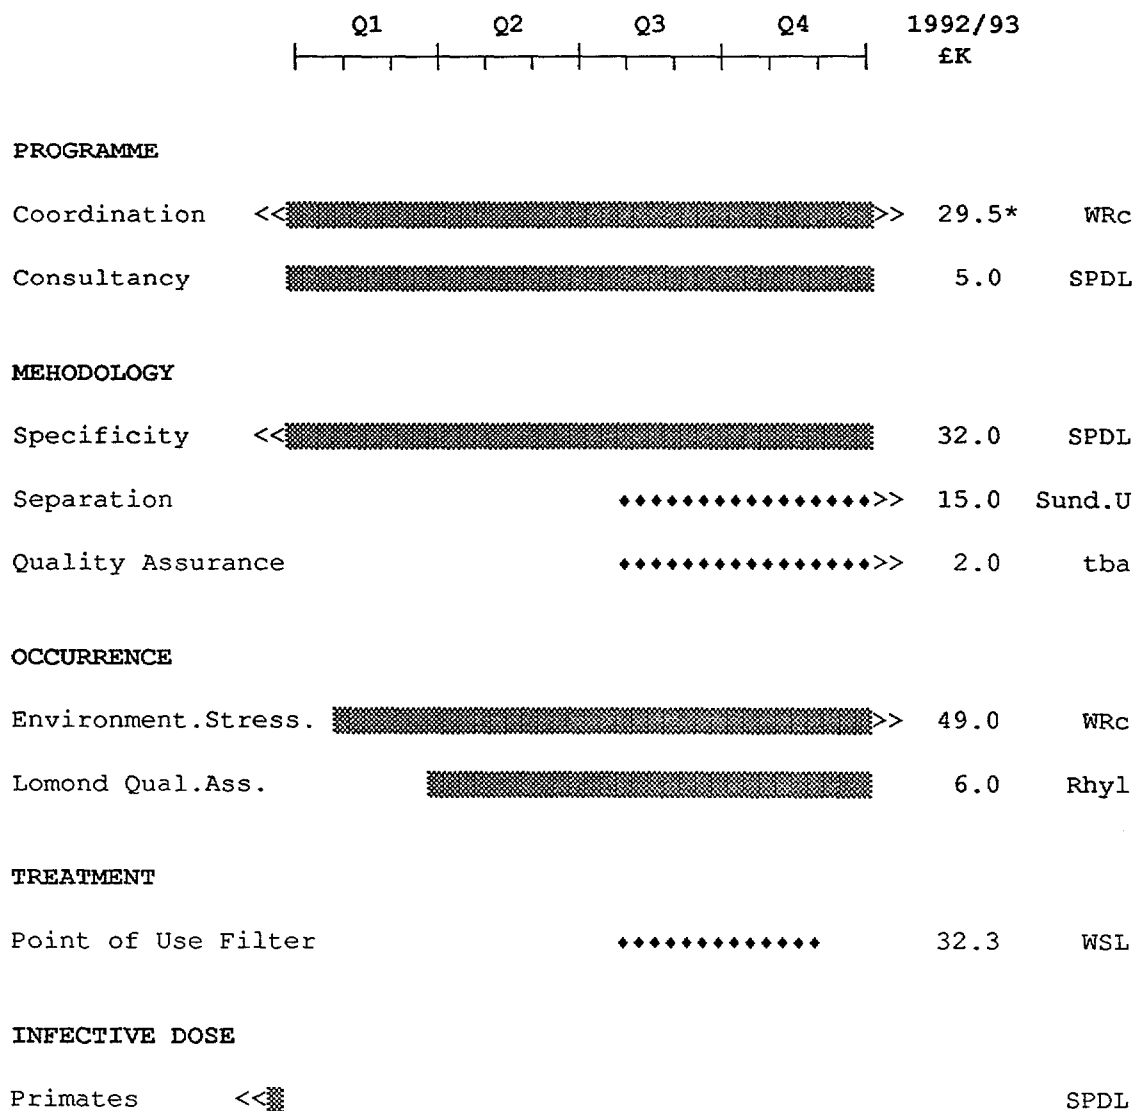 Q1 Q2 Q3 Q4 1992/93
£K
PROGRAMME
Coordination << >> 29.5* WRc
Consultancy 5.0 SPDL
MEHODOLOGY
Specificity << 32.0 SPDL
Separation >> 15.0 Sund.U
Quality Assurance >> 2.0 tba
OCCURRENCE
Environment.Stress. >> 49.0 WRc
Lomond Qual.Ass. 6.0 Rhyl
TREATMENT
Point of Use Filter 32.3 WSL
INFECTIVE DOSE
Primates << SPDL